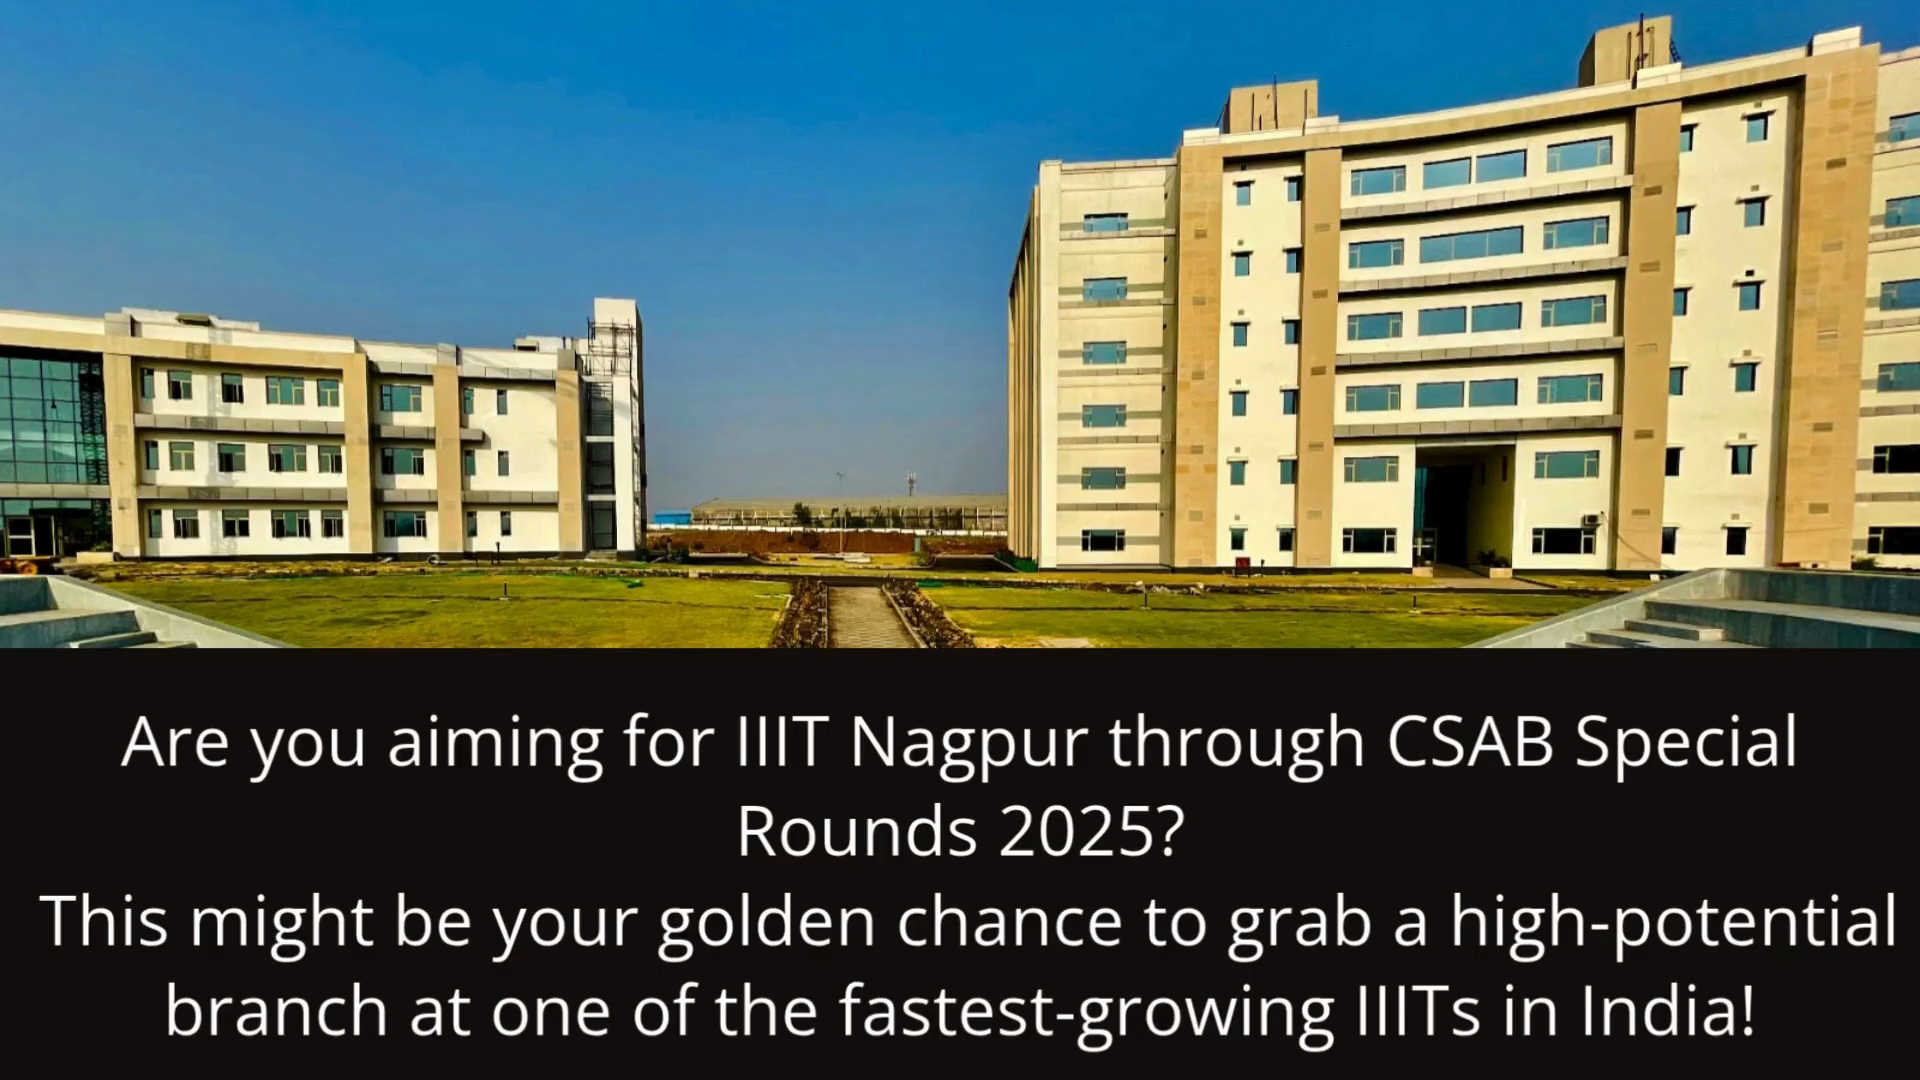 Are you aiming for IIIT Nagpur through CSAB Special
Rounds 2025?
This might be your golden chance to grab a high-potential
branch at one of the fastest-growing IIITs in India!